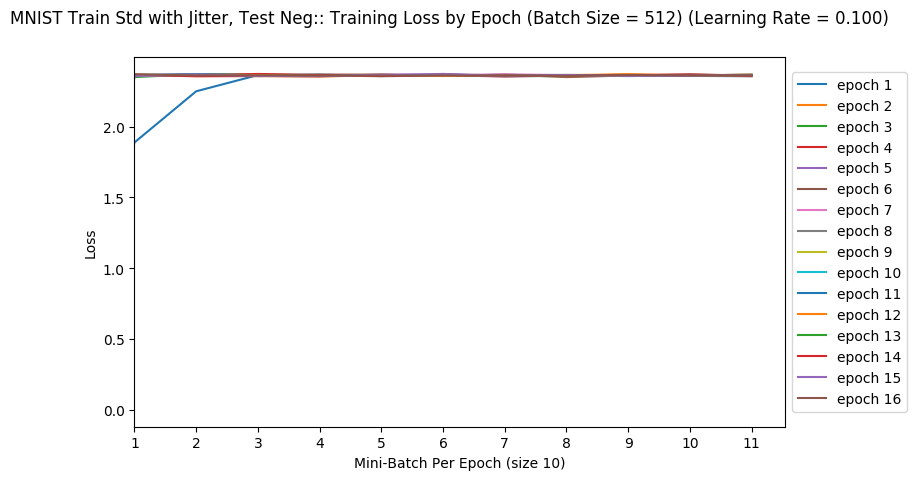 MNIST Train Std with Jitter, Test Neg:: Training Loss by Epoch (Batch Size = 512) (Learning Rate = 0.100)
2.0
1.5
1.0
0.5
0.0
Loss
1 2 3 4 5 6 7 8 9 10 11
Mini-Batch Per Epoch (size 10)
epoch 1
epoch 2
epoch 3
epoch 4
epoch 5
epoch 6
epoch 7
epoch 8
epoch 9
epoch 10
epoch 11
epoch 12
epoch 13
epoch 14
epoch 15
epoch 16